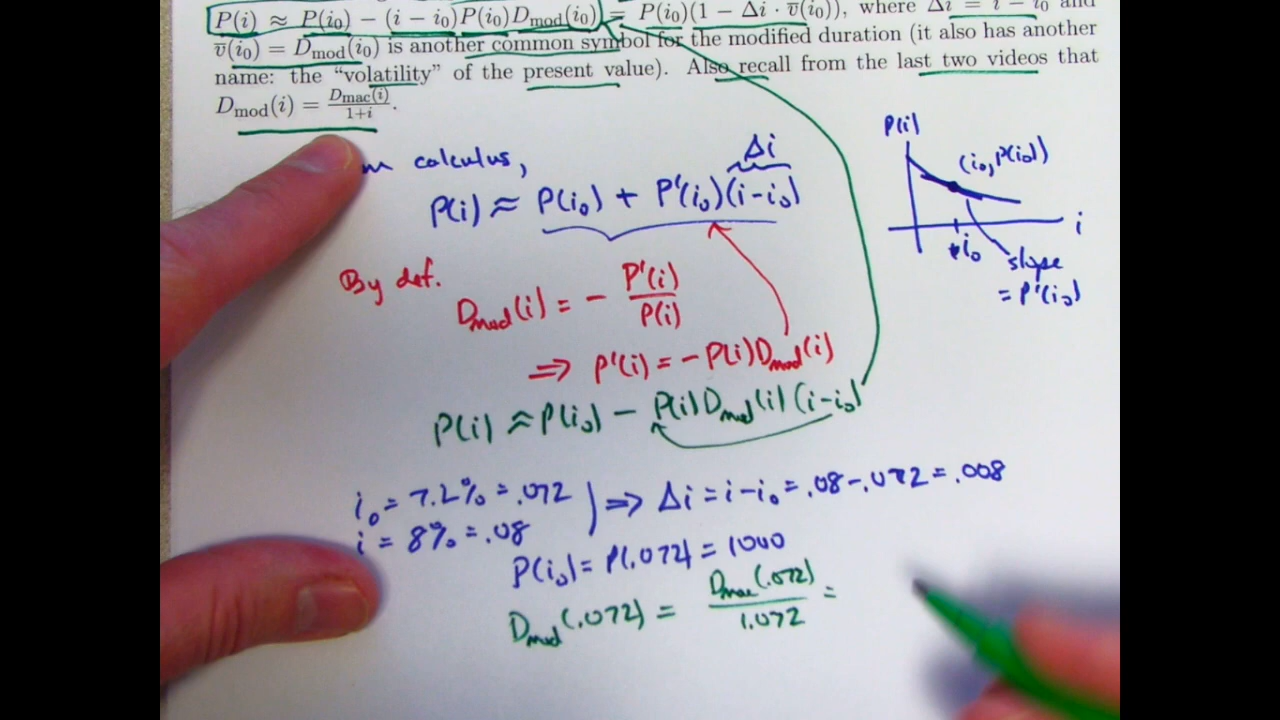 P(i) ≈ P(i₀) − (i − i₀)P(i₀)D_mod(i₀) = P(i₀)(1 − Δi · v̄(i₀)), where Δi = i − i₀ and
v̄(i₀) = D_mod(i₀) is another common symbol for the modified duration (it also has another
name: the “volatility” of the present value). Also recall from the last two videos that
D_mod(i) = D_mac(i)/1+i.
m calculus,
Δi
P(i) ≈ P(i₀) + P'(i₀)(i−i₀)
P(i)
(i₀, P(i₀))
i₀
i
slope
= P'(i₀)
By def.
D_mod(i) = − P'(i)/P(i)
⇒ P'(i) = −P(i)D_mod(i)
P(i) ≈ P(i₀) − P(i)D_mod(i)(i−i₀)
i₀ = 7.2% = .072
i = 8% = .08
⇒ Δi = i−i₀ = .08−.072 = .008
P(i₀) = P(.072) = 1000
D_mod(.072) = D_mac(.072)/1.072 =